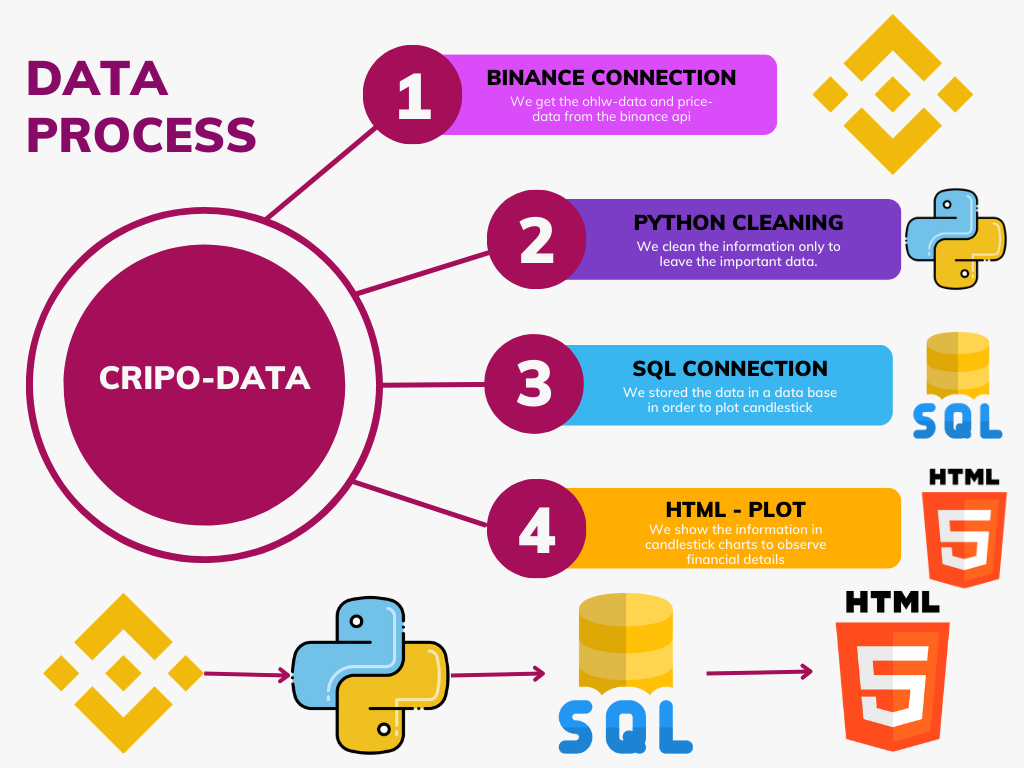 DATA
PROCESS
1
BINANCE CONNECTION
We get the ohlw-data and price-
data from the binance api
2
PYTHON CLEANING
We clean the information only to
leave the important data.
CRIPO-DATA
3
SQL CONNECTION
We stored the data in a data base
in order to plot candlestick
SQL
4
HTML - PLOT
We show the information in
candlestick charts to observe
financial details
HTML
5
SQL
HTML
5